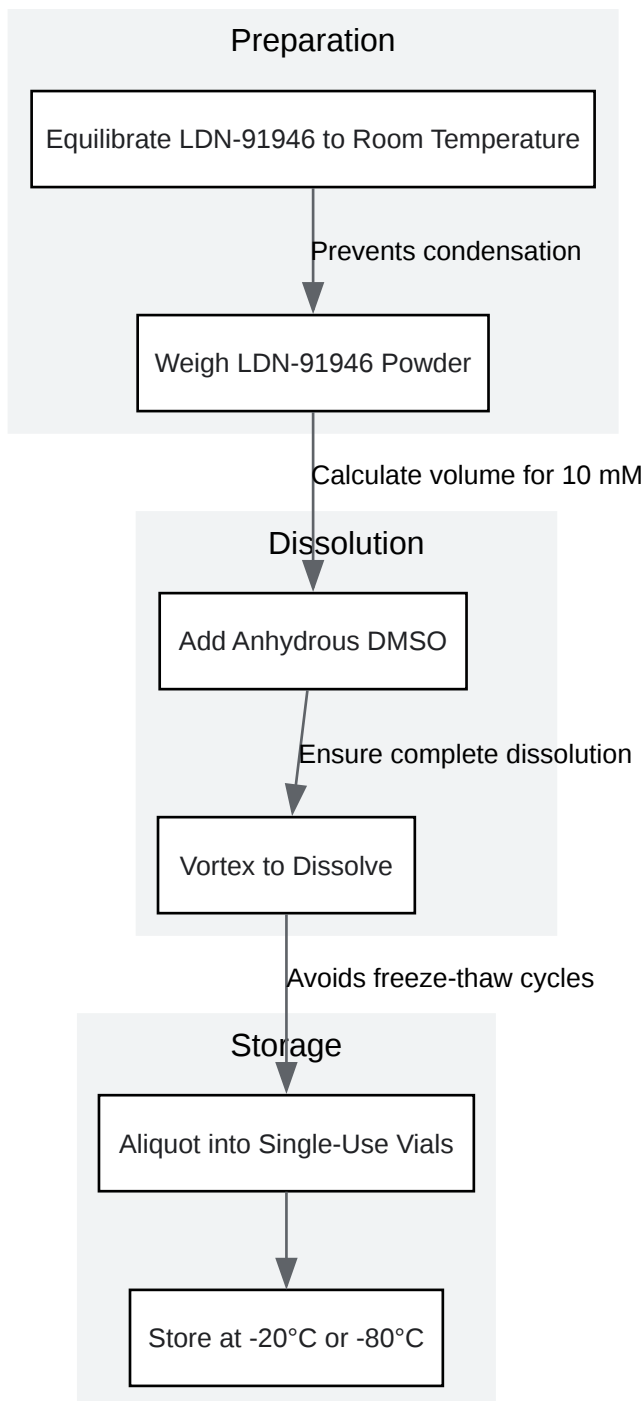 Preparation
Equilibrate LDN-91946 to Room Temperature
Prevents condensation
Weigh LDN-91946 Powder
Calculate volume for 10 mM
Dissolution
Add Anhydrous DMSO
Ensure complete dissolution
Vortex to Dissolve
Avoids freeze-thaw cycles
Storage
Aliquot into Single-Use Vials
Store at -20°C or -80°C